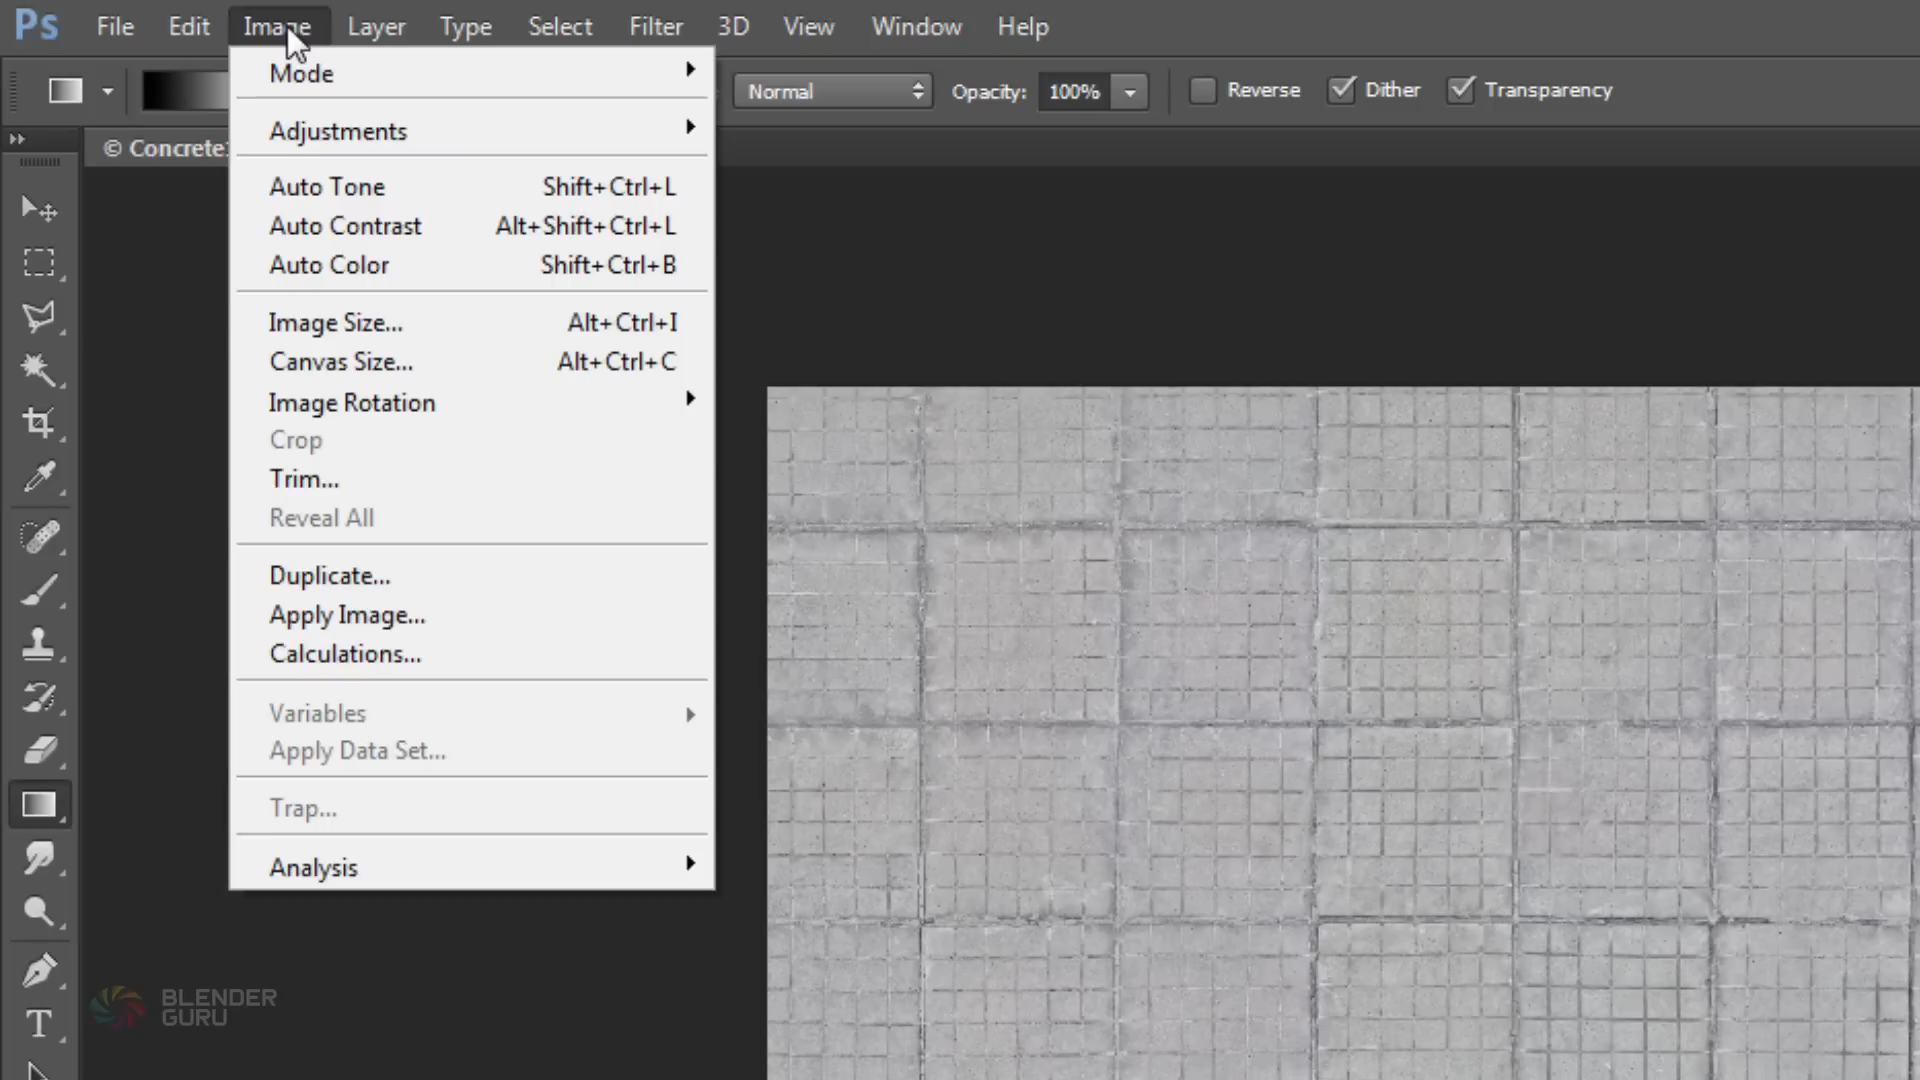 Ps File Edit Image Layer Type Select Filter 3D View Window Help
Normal Opacity: 100% Reverse Dither Transparency
© Concrete
Mode
Adjustments
Auto Tone Shift+Ctrl+L
Auto Contrast Alt+Shift+Ctrl+L
Auto Color Shift+Ctrl+B
Image Size... Alt+Ctrl+I
Canvas Size... Alt+Ctrl+C
Image Rotation
Crop
Trim...
Reveal All
Duplicate...
Apply Image...
Calculations...
Variables
Apply Data Set...
Trap...
Analysis
BLENDER
GURU
T